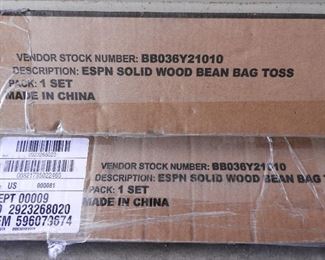 VENDOR STOCK NUMBER: BB036Y21010
DESCRIPTION: ESPN SOLID WOOD BEAN BAG TOSS
PACK: 1 SET
MADE IN CHINA
VENDOR STOCK NUMBER: BB036Y21010
DESCRIPTION: ESPN SOLID WOOD BEAN BAG T
PACK: 1 SET
MADE IN CHINA
US 000081
EPT 00009
2923268020
EM 596073674